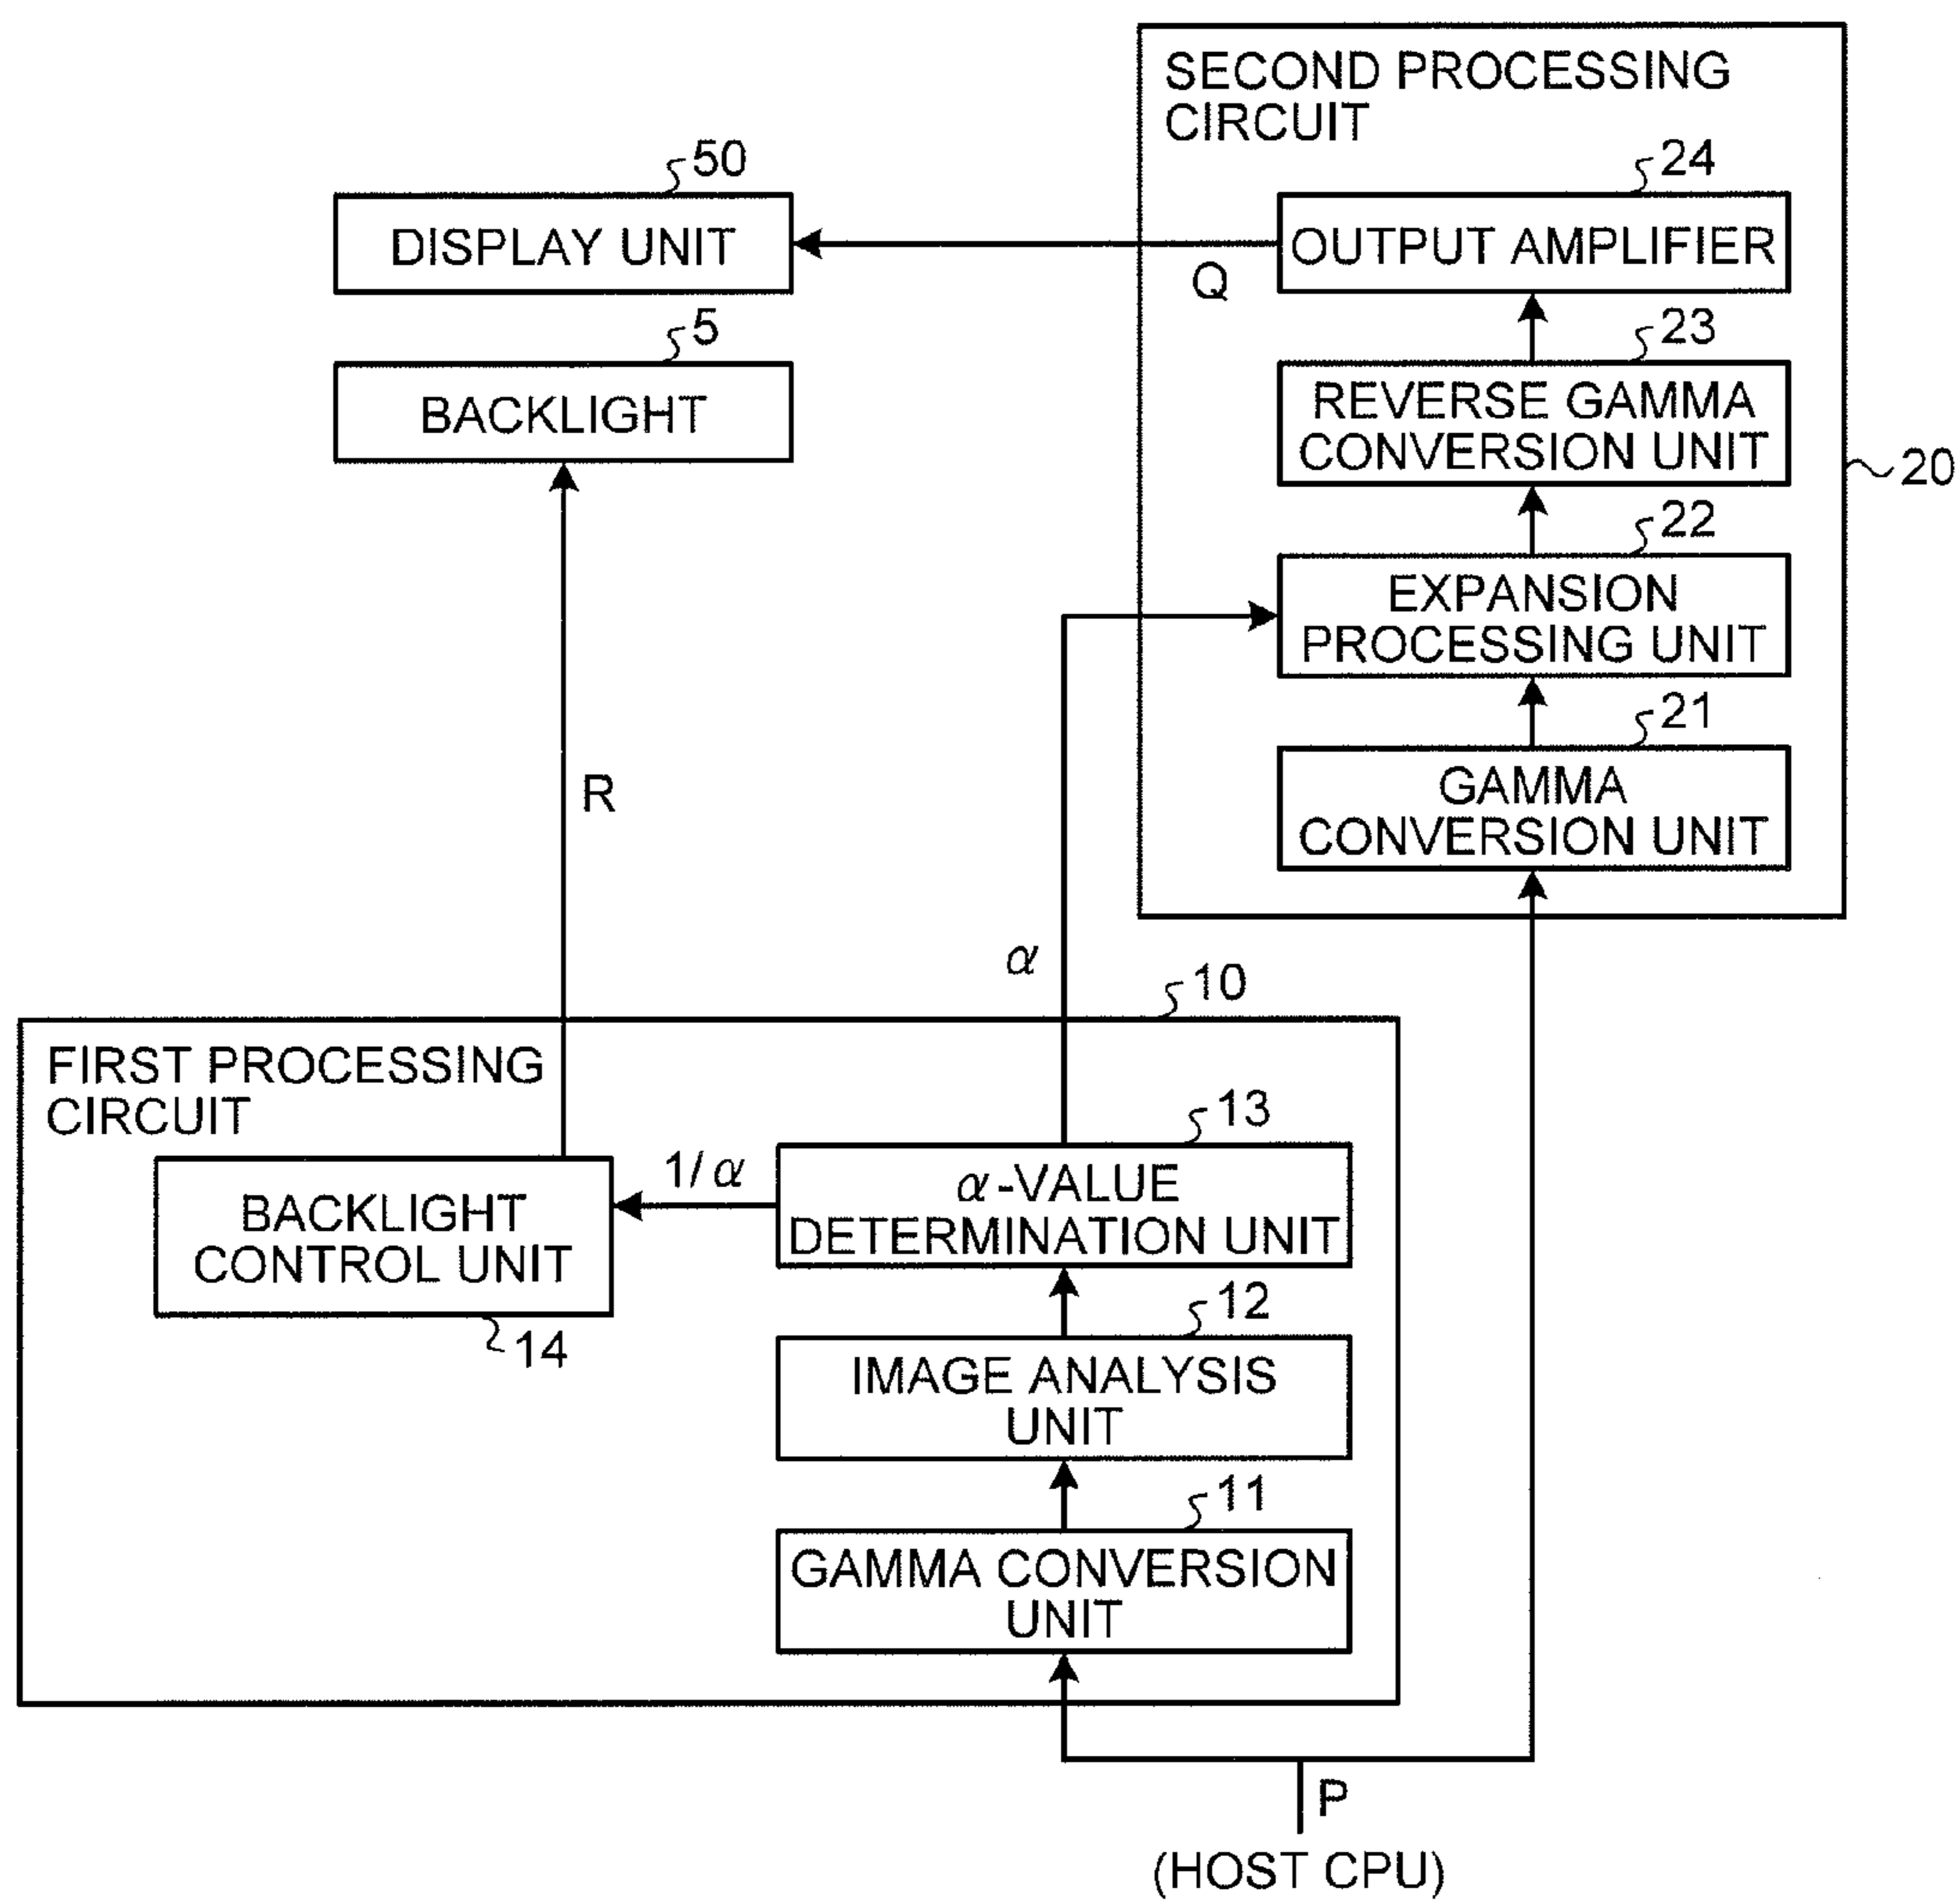 SECOND PROCESSING
CIRCUIT
50
DISPLAY UNIT
24
OUTPUT AMPLIFIER
Q
5
BACKLIGHT
23
REVERSE GAMMA
CONVERSION UNIT
20
22
EXPANSION
PROCESSING UNIT
21
GAMMA
CONVERSION UNIT
R
α
10
FIRST PROCESSING
CIRCUIT
13
α-VALUE
DETERMINATION UNIT
1/α
BACKLIGHT
CONTROL UNIT
14
12
IMAGE ANALYSIS
UNIT
11
GAMMA CONVERSION
UNIT
P
(HOST CPU)